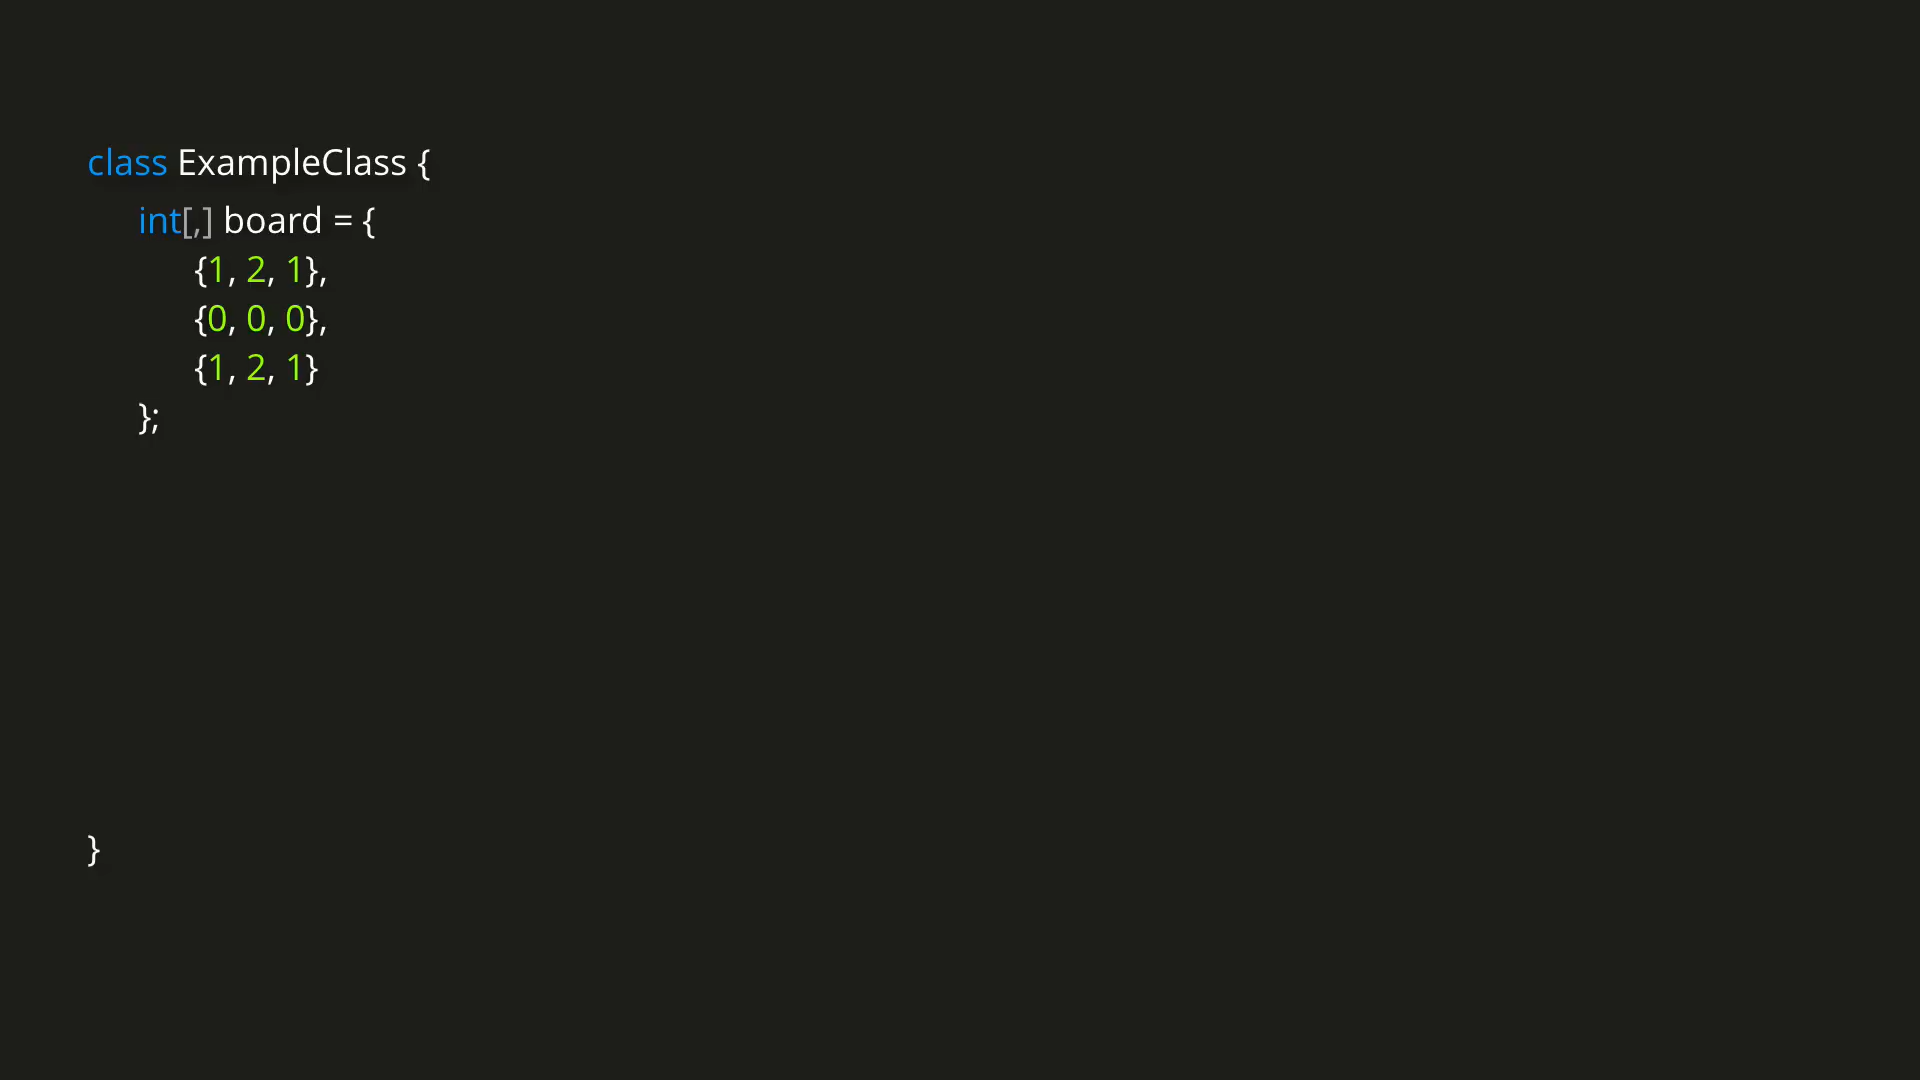 class ExampleClass {
int[,] board = {
{1, 2, 1},
{0, 0, 0},
{1, 2, 1}
};
}